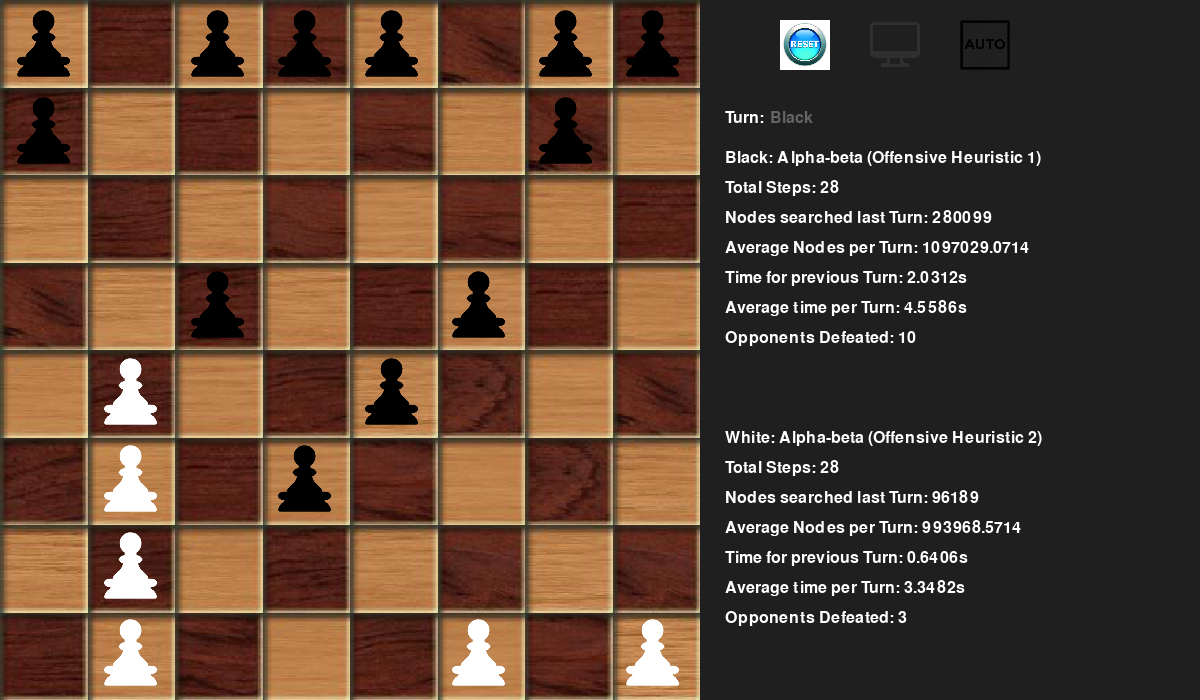 RESET
AUTO
Turn: Black
Black: Alpha-beta (Offensive Heuristic 1)
Total Steps: 28
Nodes searched last Turn: 280099
Average Nodes per Turn: 1097029.0714
Time for previous Turn: 2.0312s
Average time per Turn: 4.5586s
Opponents Defeated: 10
White: Alpha-beta (Offensive Heuristic 2)
Total Steps: 28
Nodes searched last Turn: 96189
Average Nodes per Turn: 993968.5714
Time for previous Turn: 0.6406s
Average time per Turn: 3.3482s
Opponents Defeated: 3